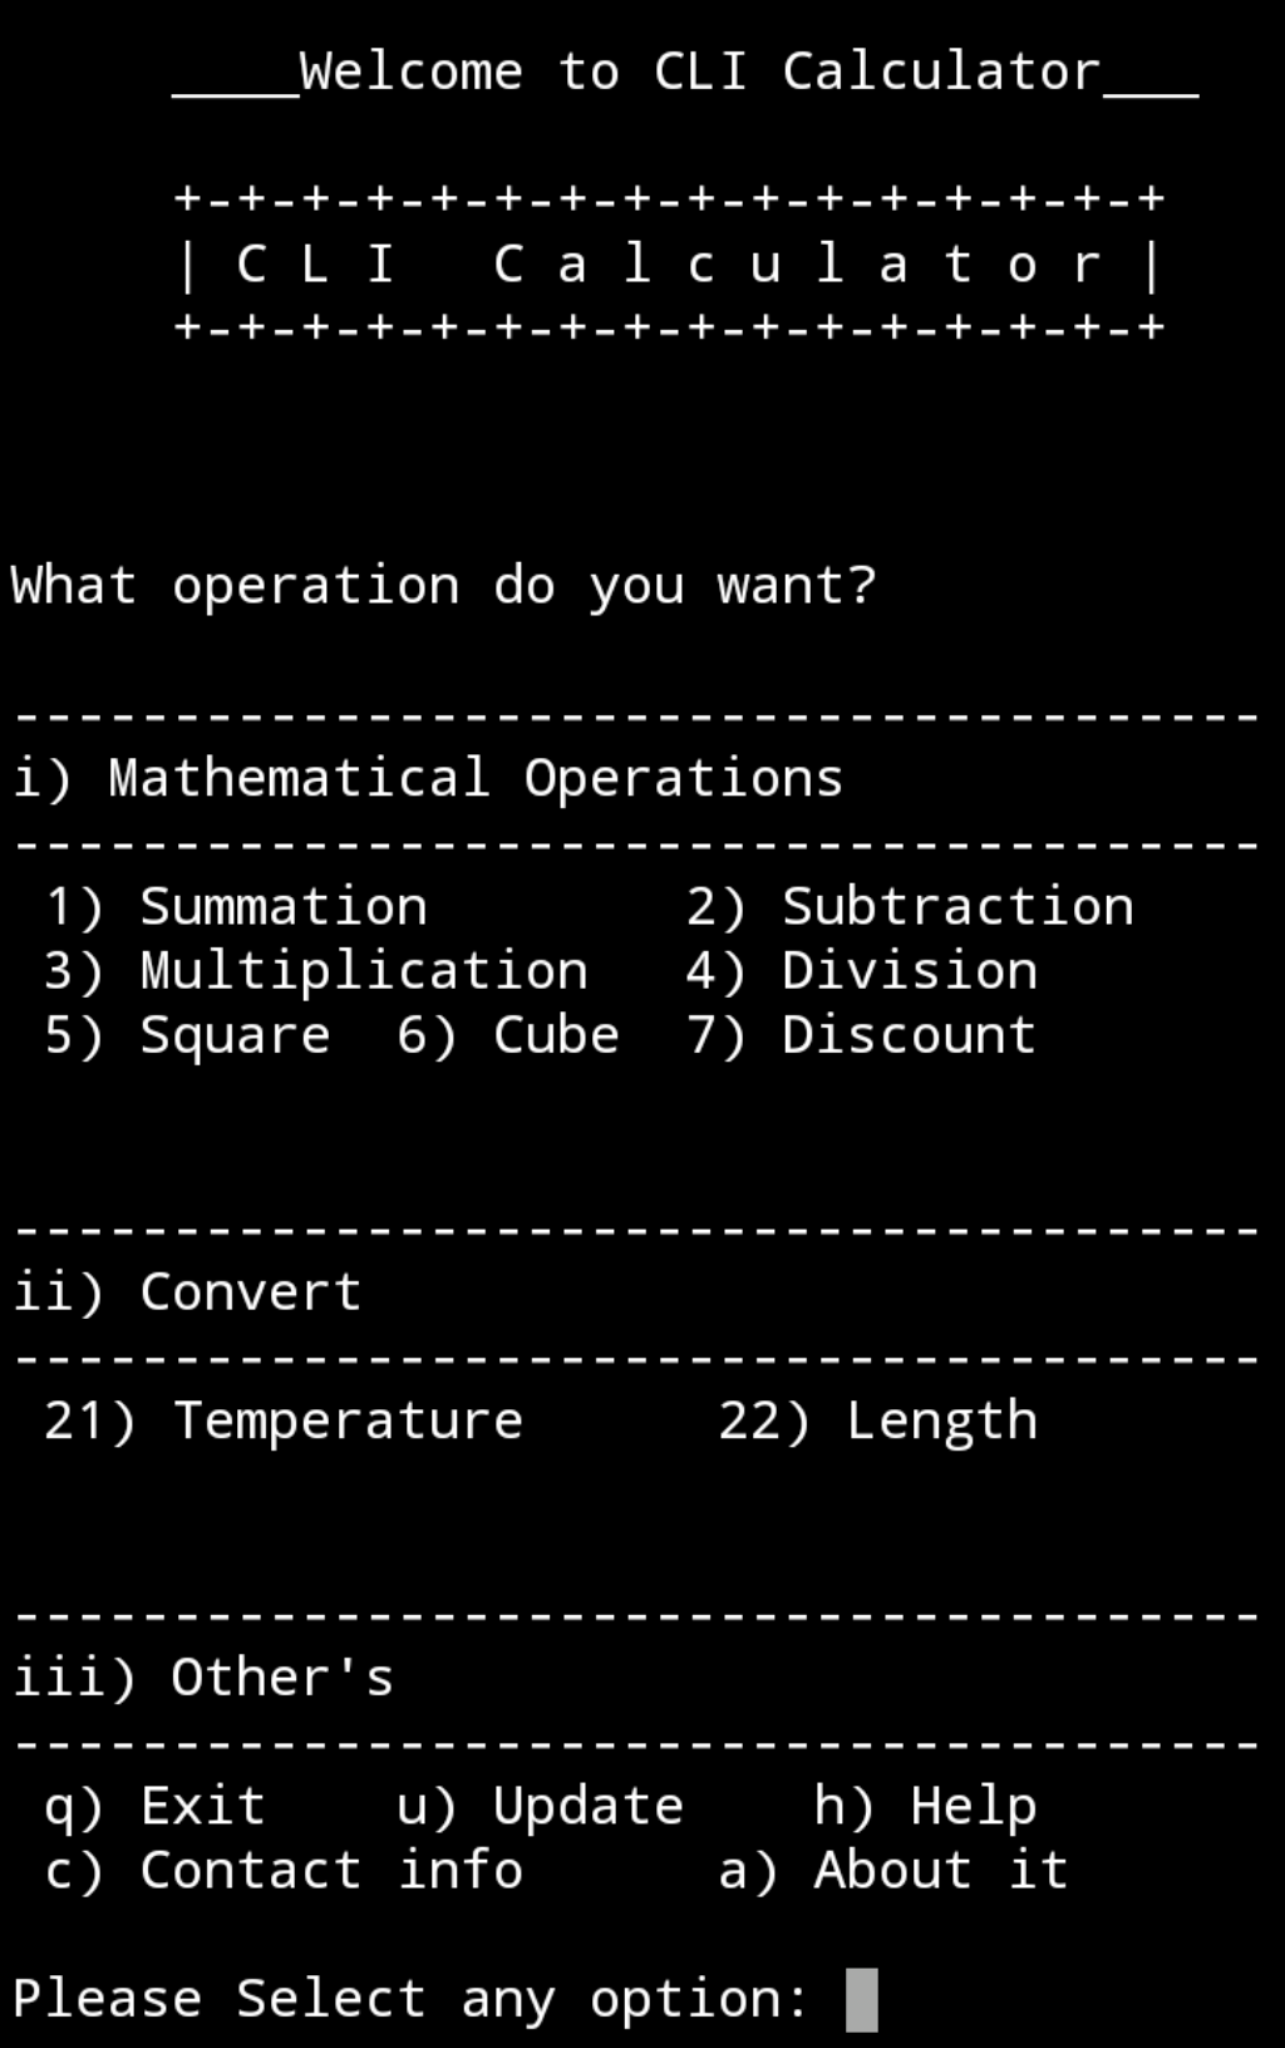 ____Welcome to CLI Calculator___
+-+-+-+-+-+-+-+-+-+-+-+-+-+-+-+
| C L I   C a l c u l a t o r |
+-+-+-+-+-+-+-+-+-+-+-+-+-+-+-+
What operation do you want?
---------------------------------------
i) Mathematical Operations
---------------------------------------
1) Summation        2) Subtraction
3) Multiplication   4) Division
5) Square  6) Cube  7) Discount
---------------------------------------
ii) Convert
---------------------------------------
21) Temperature      22) Length
---------------------------------------
iii) Other's
---------------------------------------
q) Exit    u) Update    h) Help
c) Contact info      a) About it
Please Select any option: